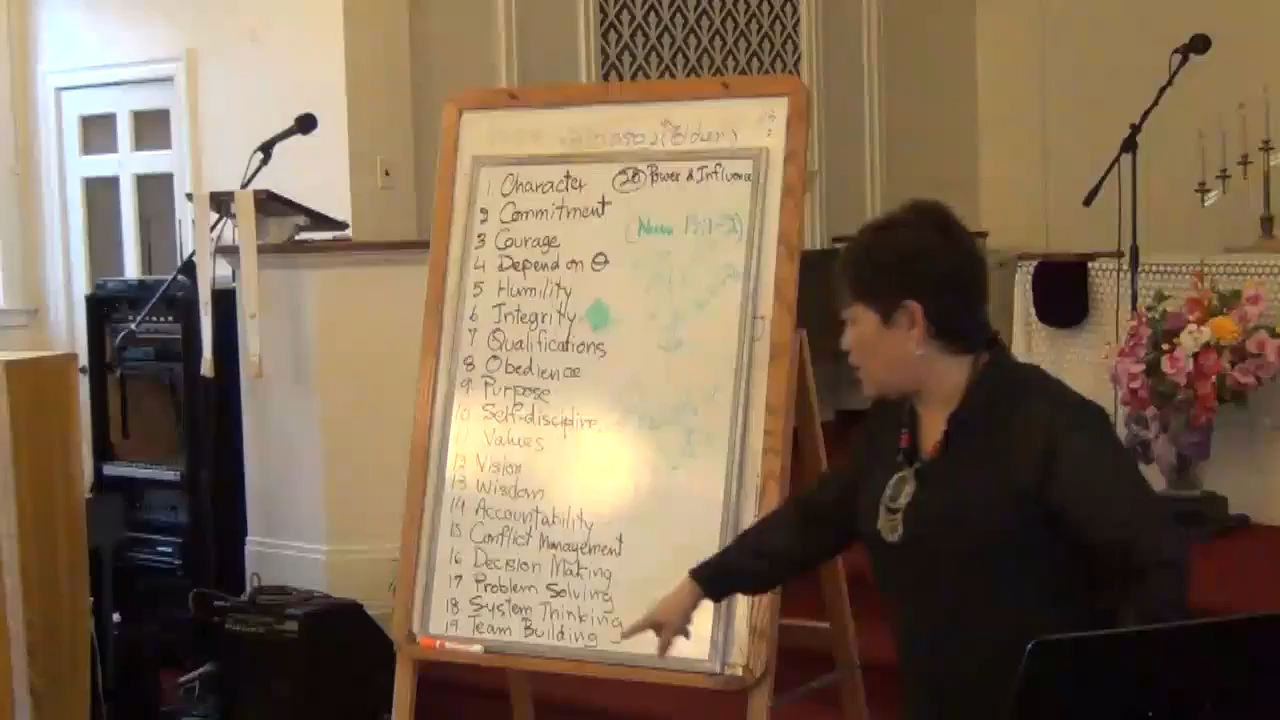 1 Character
2 Commitment
3 Courage
4 Depend on Θ
5 Humility
6 Integrity
7 Qualifications
8 Obedience
9 Purpose
10 Self-discipline
11 Values
12 Vision
13 Wisdom
14 Accountability
15 Conflict Management
16 Decision Making
17 Problem Solving
18 System Thinking
19 Team Building
20 Power & Influence